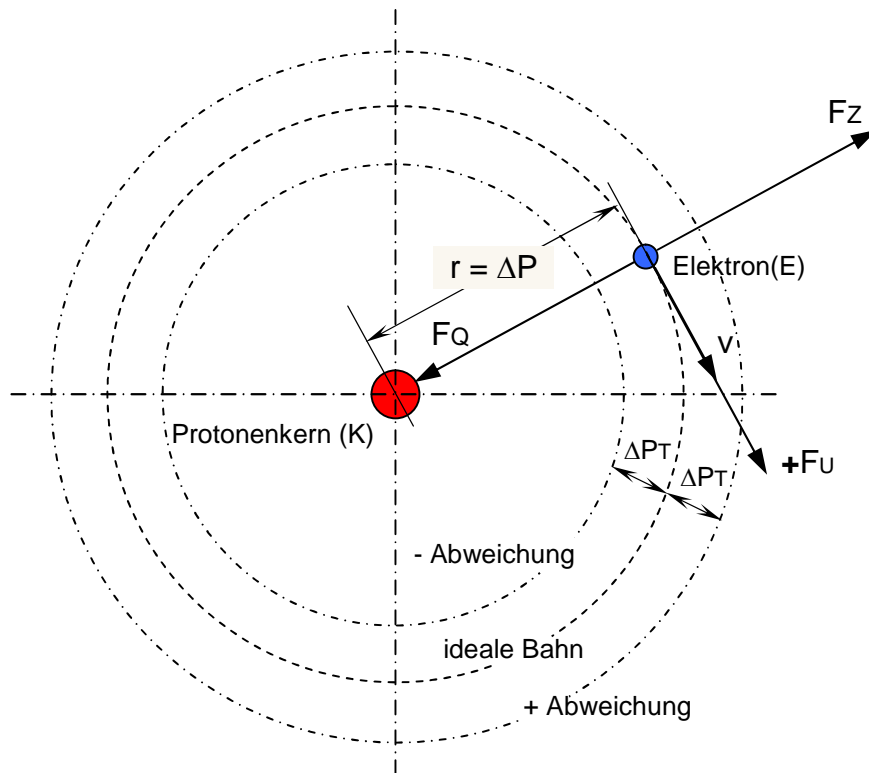 FZ
Elektron(E)
r = ΔP
FQ
v
Protonenkern (K)
ΔPT
ΔPT
+FU
- Abweichung
ideale Bahn
+ Abweichung